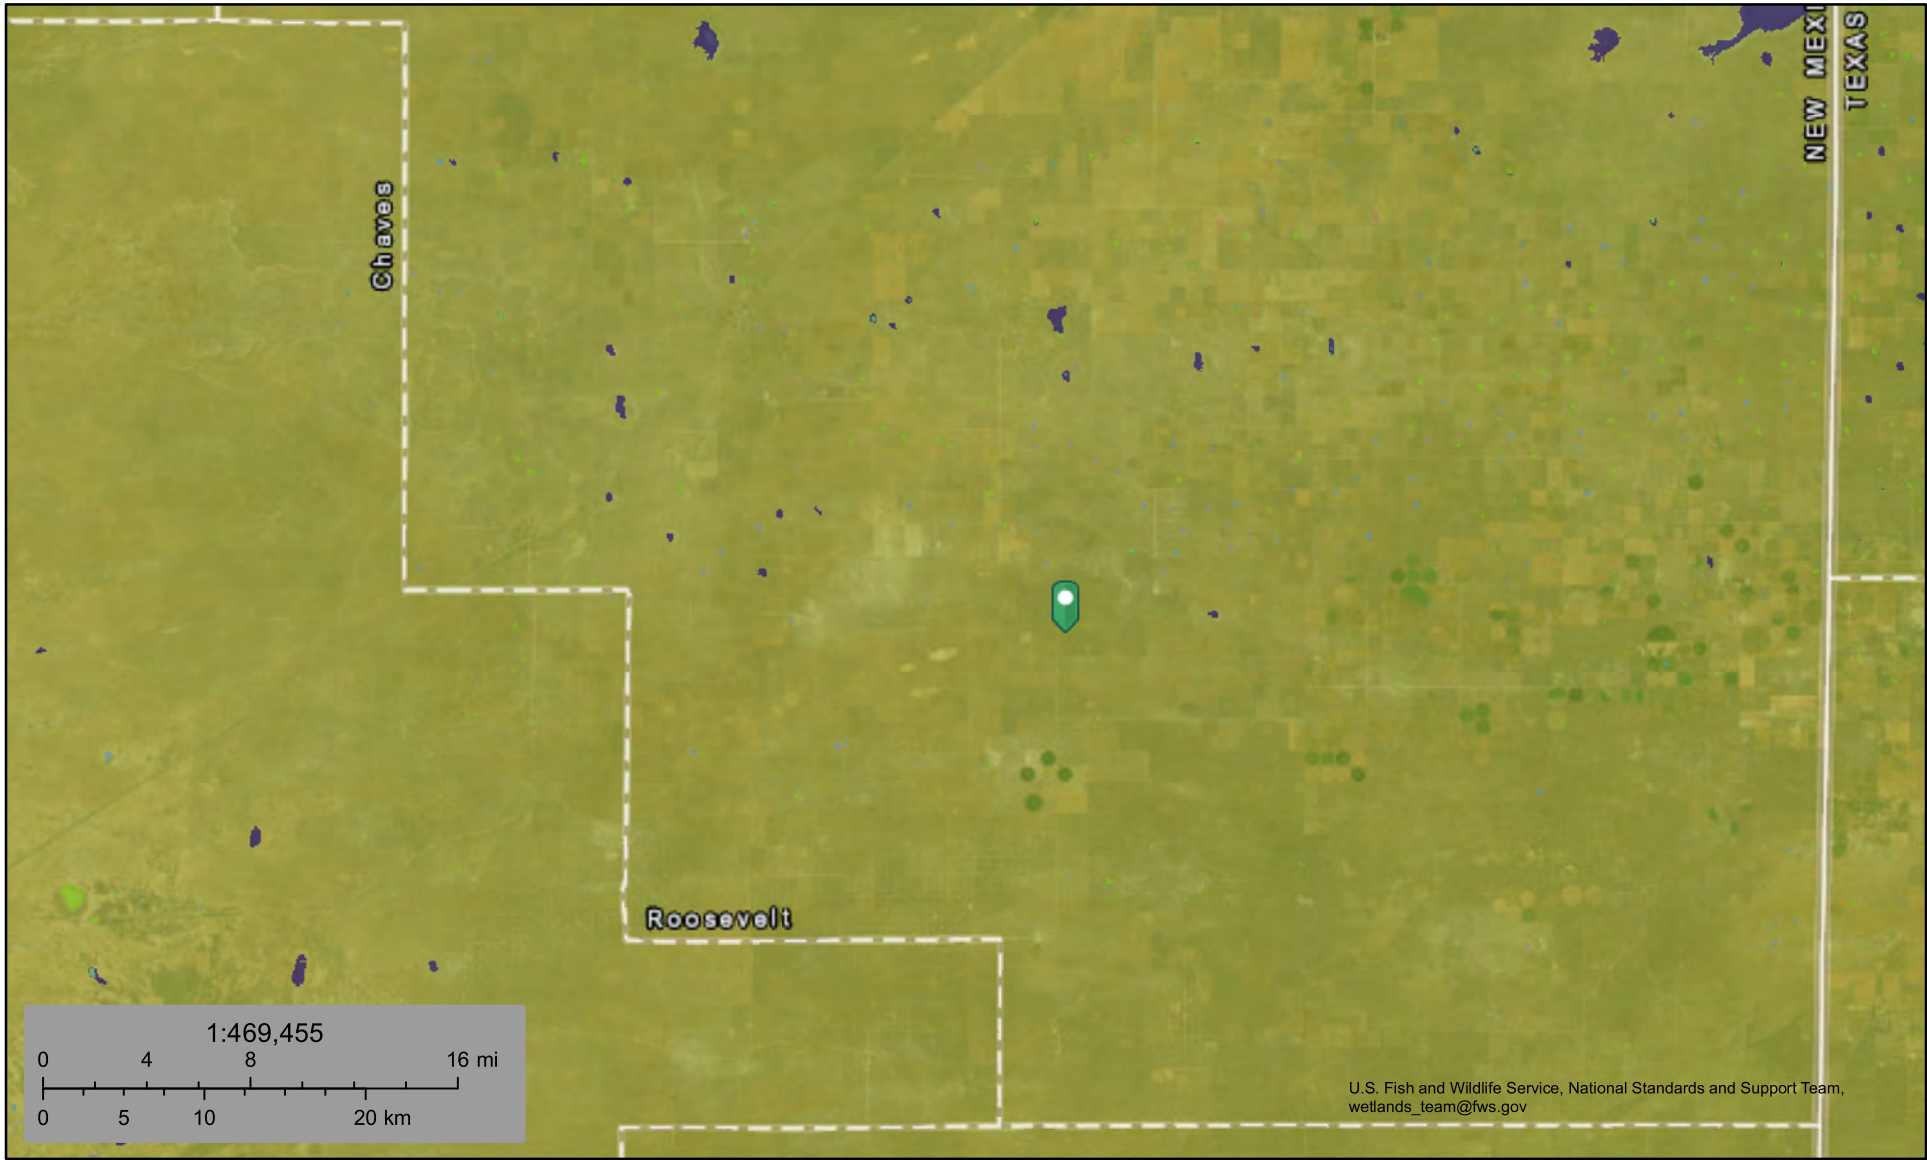 NEW MEXI
TEXAS
Chaves
Roosevelt
1:469,455
0 4 8 16 mi
0 5 10 20 km
U.S. Fish and Wildlife Service, National Standards and Support Team,
wetlands_team@fws.gov